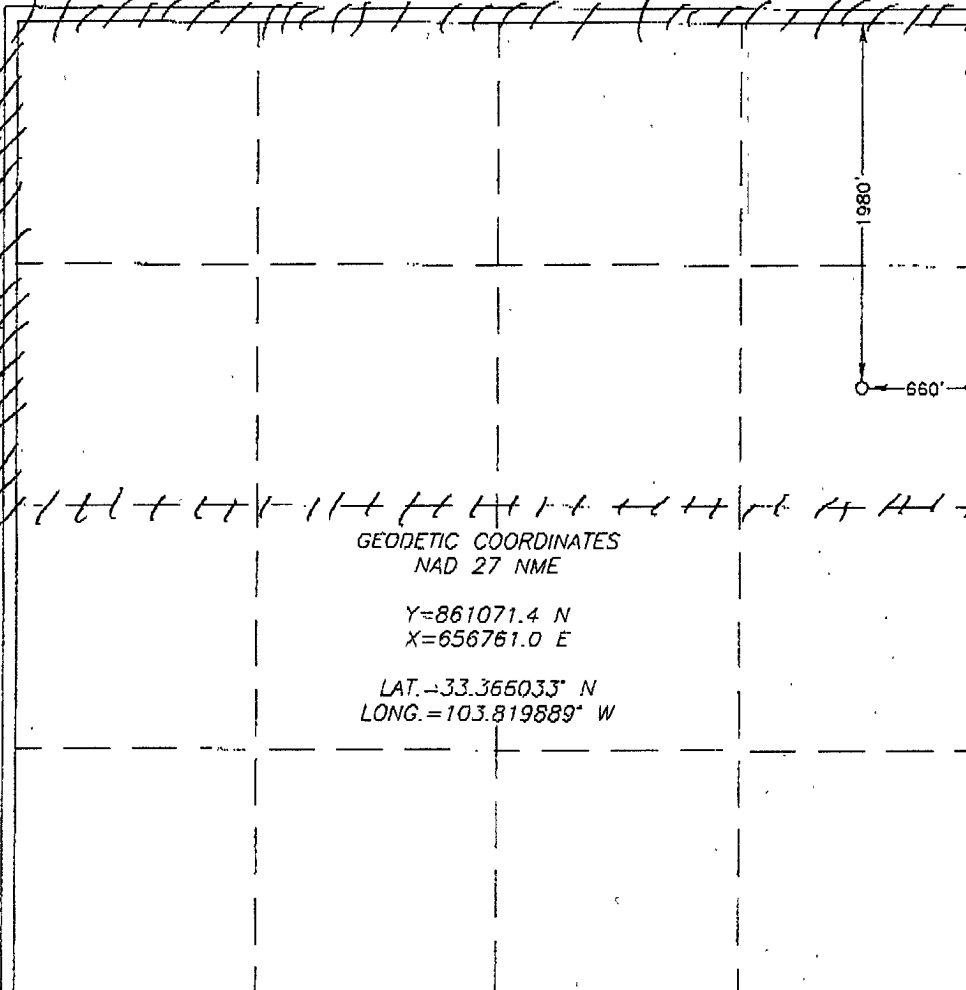 1980'
660'
GEODETIC COORDINATES
NAD 27 NME
Y=861071.4 N
X=656761.0 E
LAT.=33.366033° N
LONG.=103.819889° W